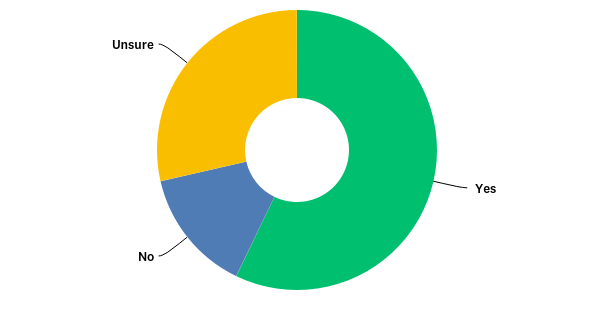 Unsure
Yes
No